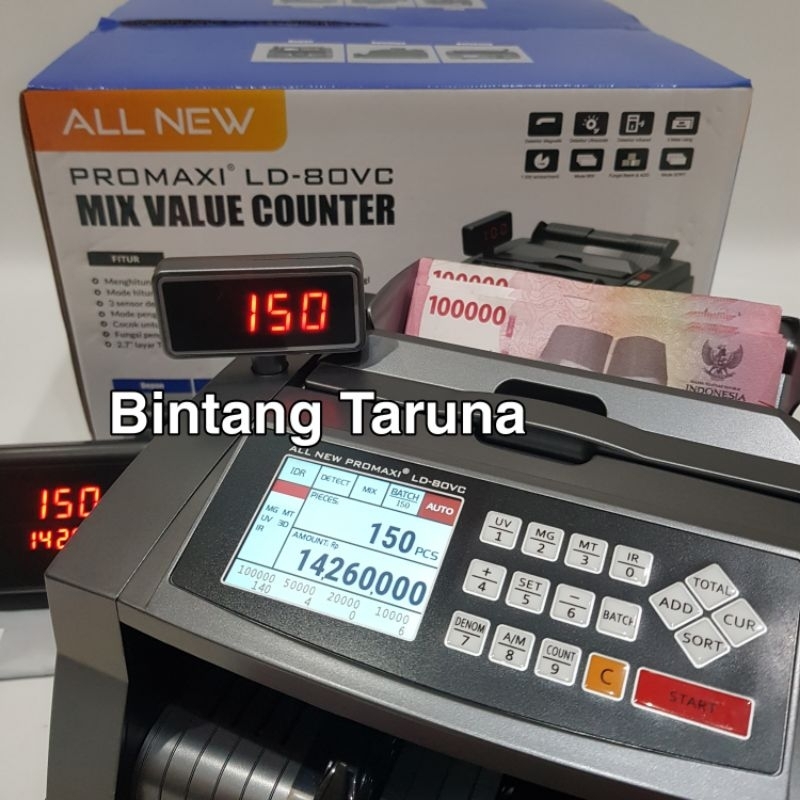 ALL NEW
PROMAXI® LD-80VC
MIX VALUE COUNTER
FITUR
150
100000
100000
INDONESIA
Bintang Taruna
150
ALL NEW PROMAXI® LD-80VC
IDR DETECT MIX BATCH 150 AUTO
MG MT
UV 3D
IR
PIECES:
150 PCS
AMOUNT: Rp
14,260,000
100000 50000 20000 10000
140 4 0 6
UV 1
MG 2
MT 3
IR 0
+ 4
SET 5
- 6
BATCH
DENOM 7
A/M 8
COUNT 9
C
TOTAL
ADD
CUR
SORT
START